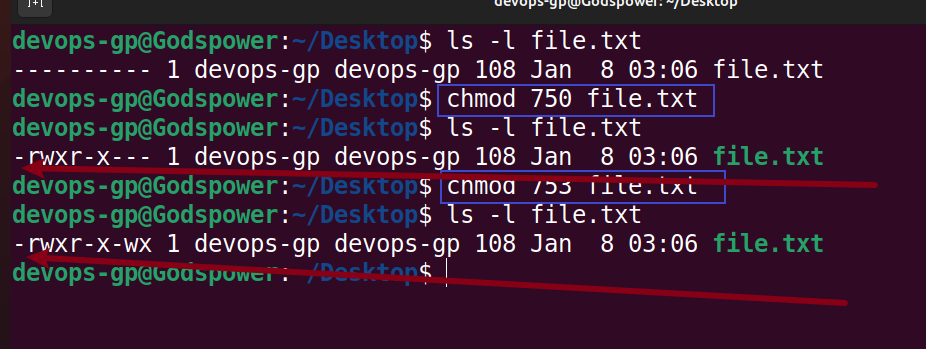 devops-gp@Godspower: ~/Desktop
devops-gp@Godspower:~/Desktop$ ls -l file.txt
---------- 1 devops-gp devops-gp 108 Jan  8 03:06 file.txt
devops-gp@Godspower:~/Desktop$ chmod 750 file.txt
devops-gp@Godspower:~/Desktop$ ls -l file.txt
-rwxr-x--- 1 devops-gp devops-gp 108 Jan  8 03:06 file.txt
devops-gp@Godspower:~/Desktop$ chmod 753 file.txt
devops-gp@Godspower:~/Desktop$ ls -l file.txt
-rwxr-x-wx 1 devops-gp devops-gp 108 Jan  8 03:06 file.txt
devops-gp@Godspower:~/Desktop$